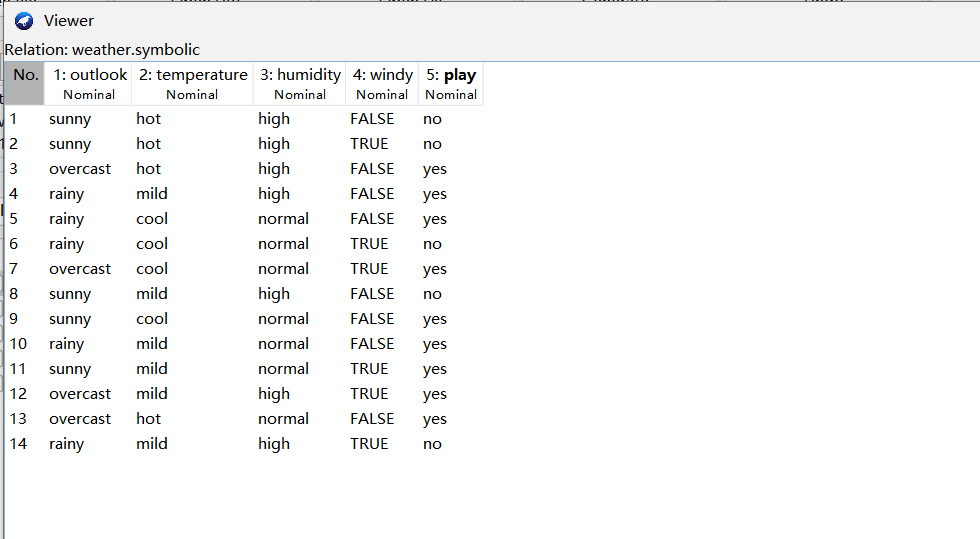 Viewer
Relation: weather.symbolic
No. 1: outlook 2: temperature 3: humidity 4: windy 5: play
Nominal Nominal Nominal Nominal Nominal
1 sunny hot high FALSE no
2 sunny hot high TRUE no
3 overcast hot high FALSE yes
4 rainy mild high FALSE yes
5 rainy cool normal FALSE yes
6 rainy cool normal TRUE no
7 overcast cool normal TRUE yes
8 sunny mild high FALSE no
9 sunny cool normal FALSE yes
10 rainy mild normal FALSE yes
11 sunny mild normal TRUE yes
12 overcast mild high TRUE yes
13 overcast hot normal FALSE yes
14 rainy mild high TRUE no